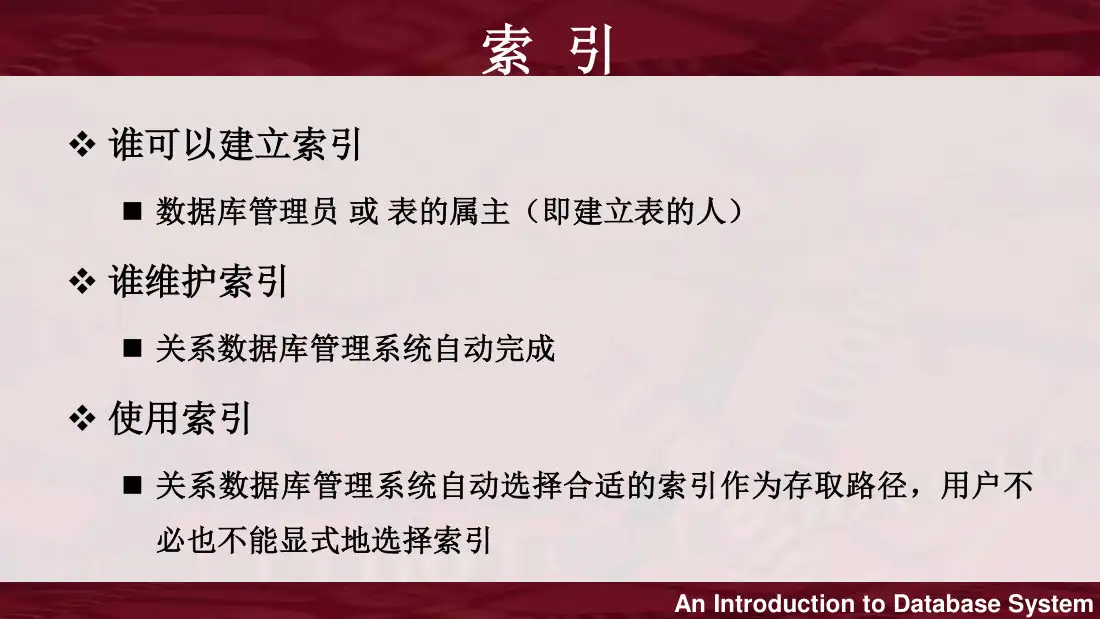 索 引
❖ 谁可以建立索引
■ 数据库管理员 或 表的属主（即建立表的人）
❖ 谁维护索引
■ 关系数据库管理系统自动完成
❖ 使用索引
■ 关系数据库管理系统自动选择合适的索引作为存取路径，用户不
必也不能显式地选择索引
An Introduction to Database System